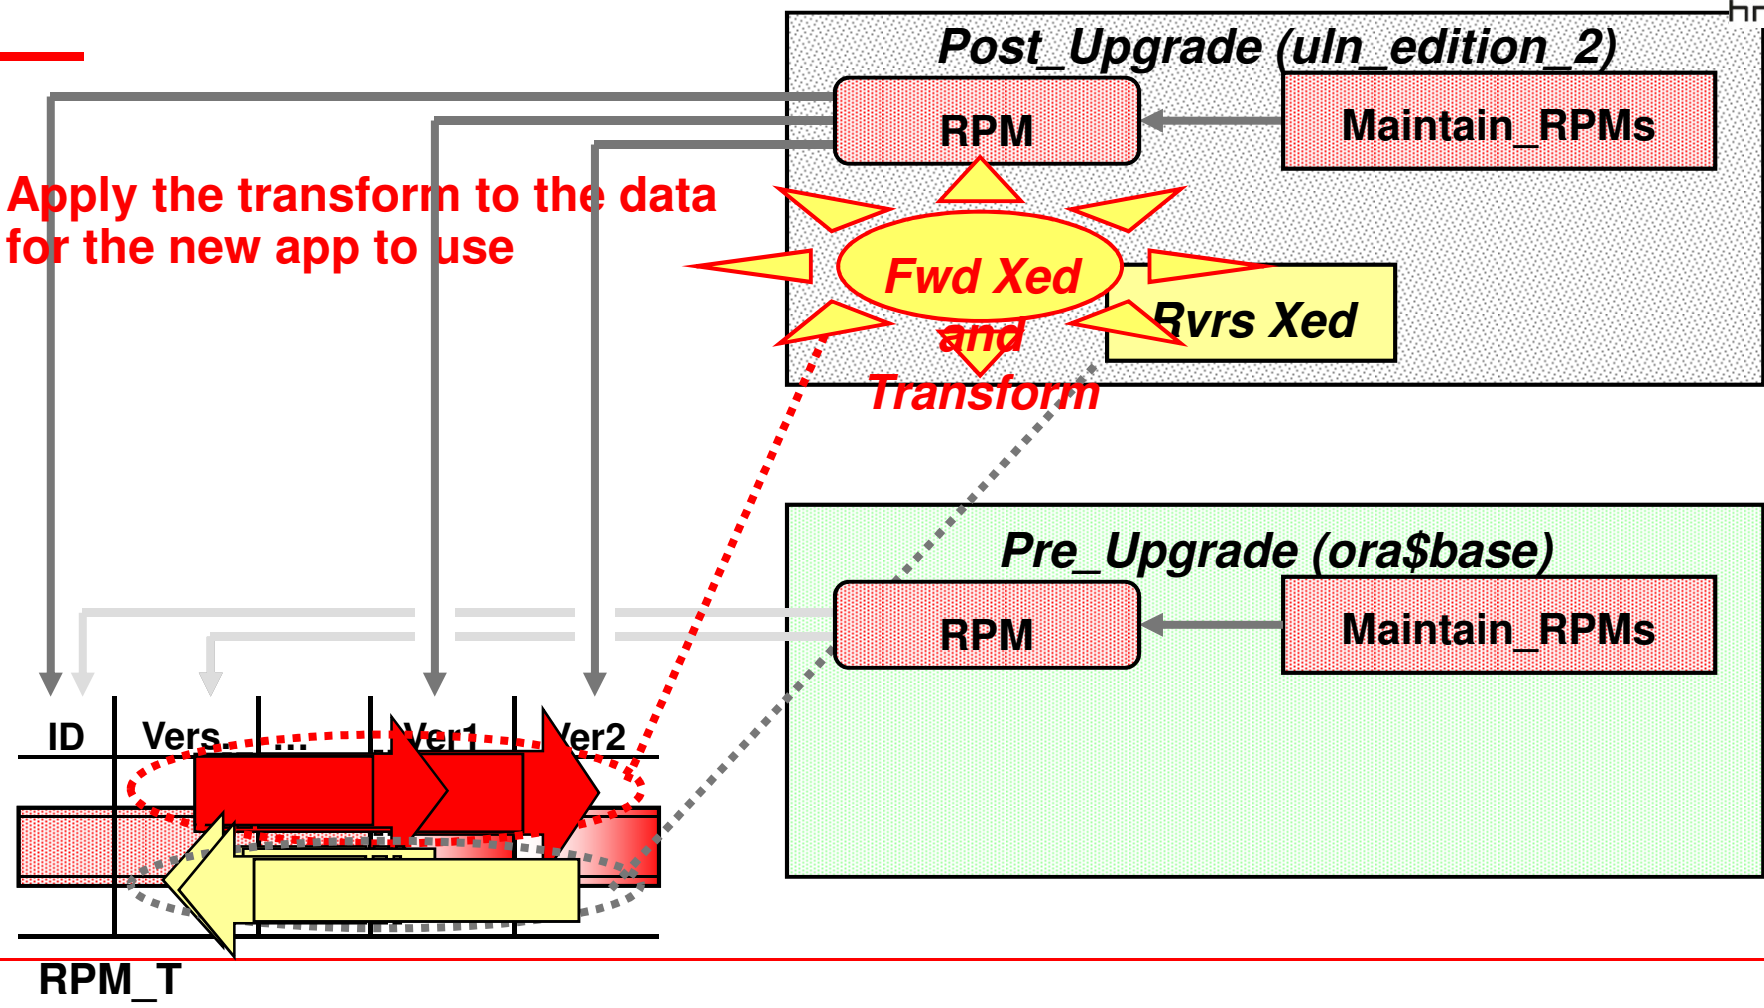 Post_Upgrade (uln_edition_2)
RPM
Maintain_RPMs
Apply the transform to the data
for the new app to use
Fwd Xed
and
Transform
Rvrs Xed
Pre_Upgrade (ora$base)
RPM
Maintain_RPMs
ID Vers. ... Ver1 Ver2
RPM_T